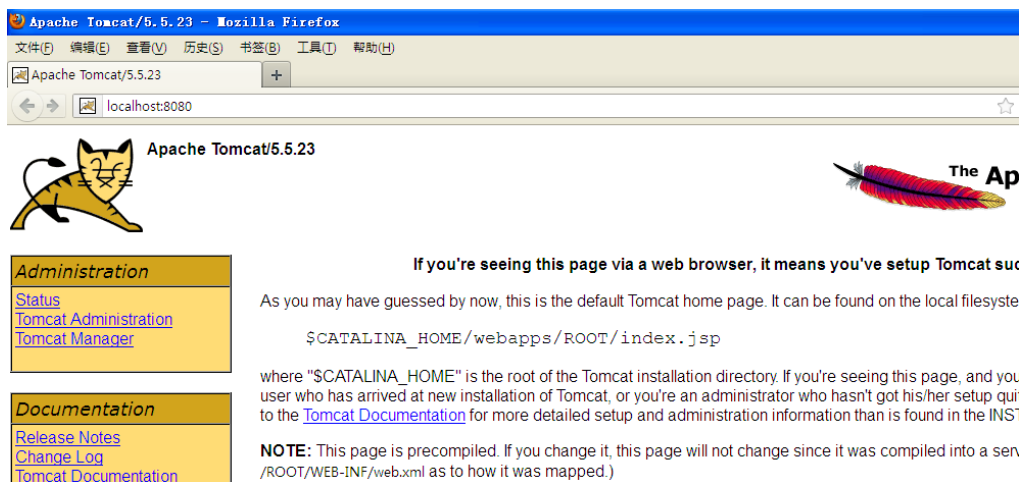 Apache Tomcat/5.5.23 - Mozilla Firefox
文件(F) 编辑(E) 查看(V) 历史(S) 书签(B) 工具(T) 帮助(H)
Apache Tomcat/5.5.23 +
localhost:8080
Apache Tomcat/5.5.23
The Ap
Administration
Status
Tomcat Administration
Tomcat Manager
Documentation
Release Notes
Change Log
Tomcat Documentation
If you're seeing this page via a web browser, it means you've setup Tomcat suc
As you may have guessed by now, this is the default Tomcat home page. It can be found on the local filesyste
$CATALINA_HOME/webapps/ROOT/index.jsp
where "$CATALINA_HOME" is the root of the Tomcat installation directory. If you're seeing this page, and you
user who has arrived at new installation of Tomcat, or you're an administrator who hasn't got his/her setup qui
to the Tomcat Documentation for more detailed setup and administration information than is found in the INST
NOTE: This page is precompiled. If you change it, this page will not change since it was compiled into a serv
/ROOT/WEB-INF/web.xml as to how it was mapped.)